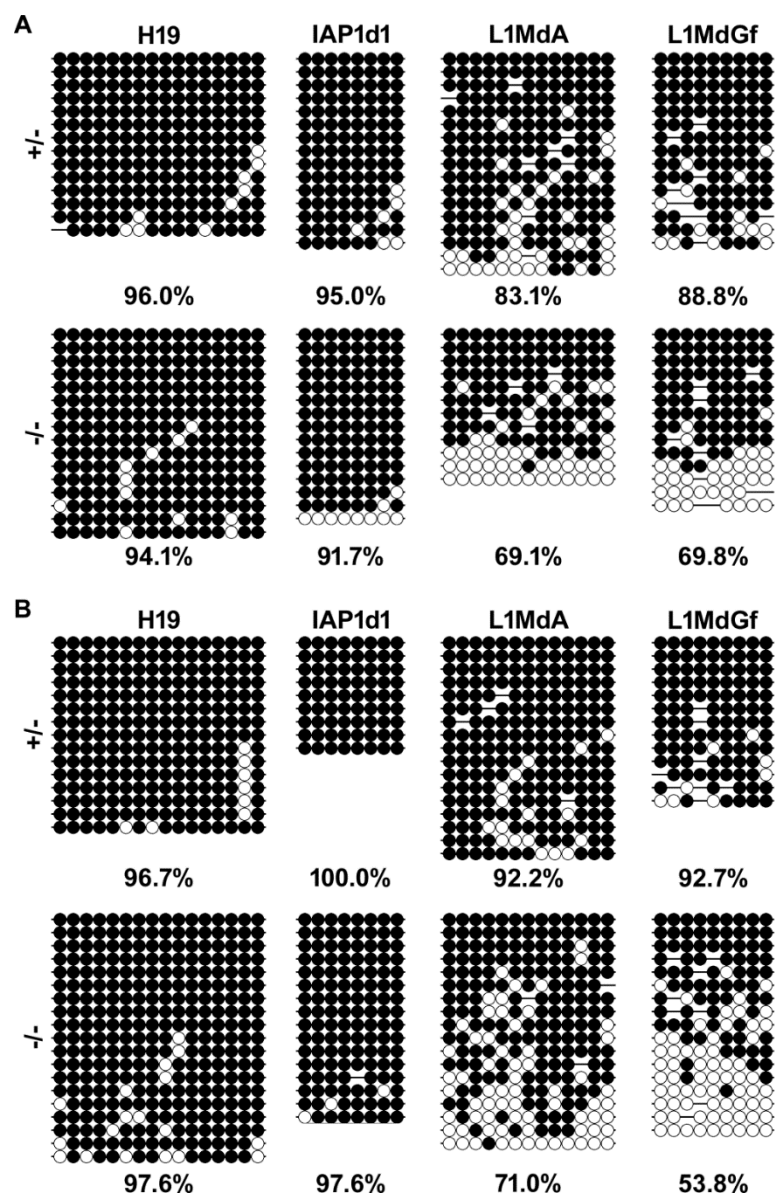 A
H19 IAP1d1 L1MdA L1MdGf
+/-
96.0% 95.0% 83.1% 88.8%
-/-
94.1% 91.7% 69.1% 69.8%
B
H19 IAP1d1 L1MdA L1MdGf
+/-
96.7% 100.0% 92.2% 92.7%
-/-
97.6% 97.6% 71.0% 53.8%